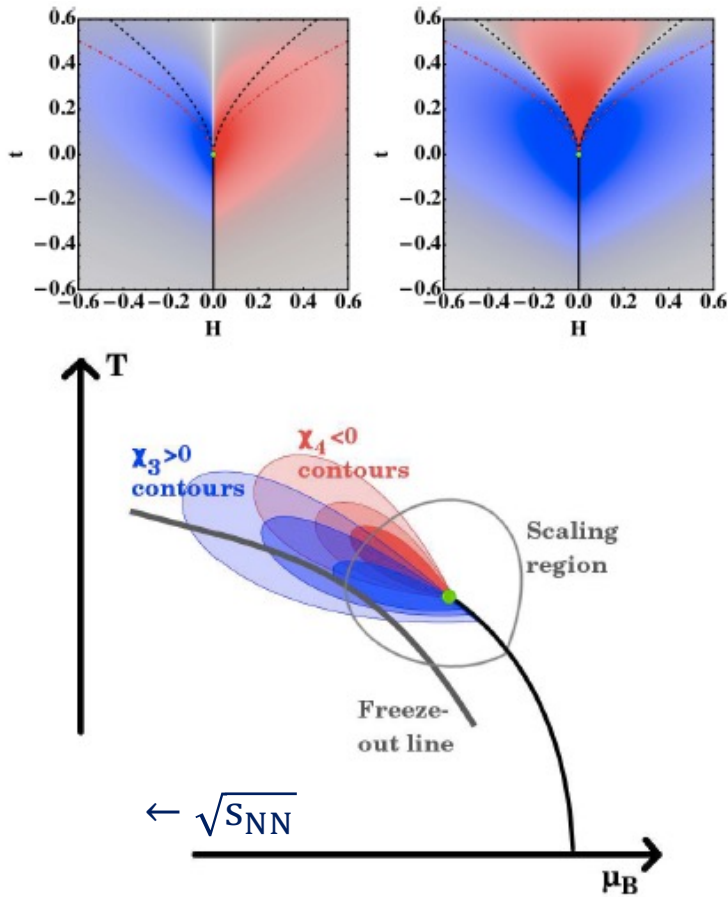 0.6
0.4
0.2
0.0
−0.2
−0.4
−0.6
t
−0.6 −0.4 −0.2 0.0 0.2 0.4 0.6
H
0.6
0.4
0.2
0.0
−0.2
−0.4
−0.6
t
−0.6 −0.4 −0.2 0.0 0.2 0.4 0.6
H
T
χ₄<0
contours
χ₃>0
contours
Scaling
region
Freeze-
out line
← √s_NN
μ_B